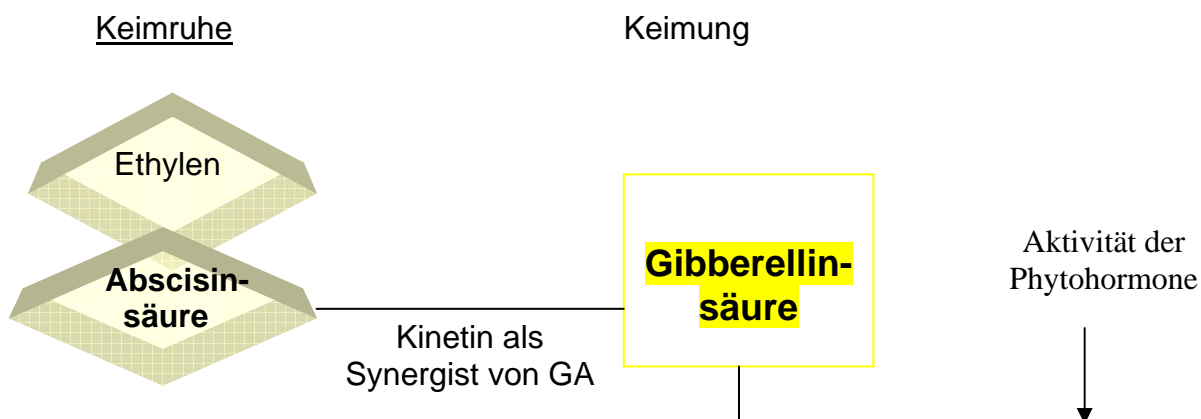 Keimruhe
Keimung
Ethylen
Abscisin-
säure
Kinetin als
Synergist von GA
Gibberellin-
säure
Aktivität der
Phytohormone